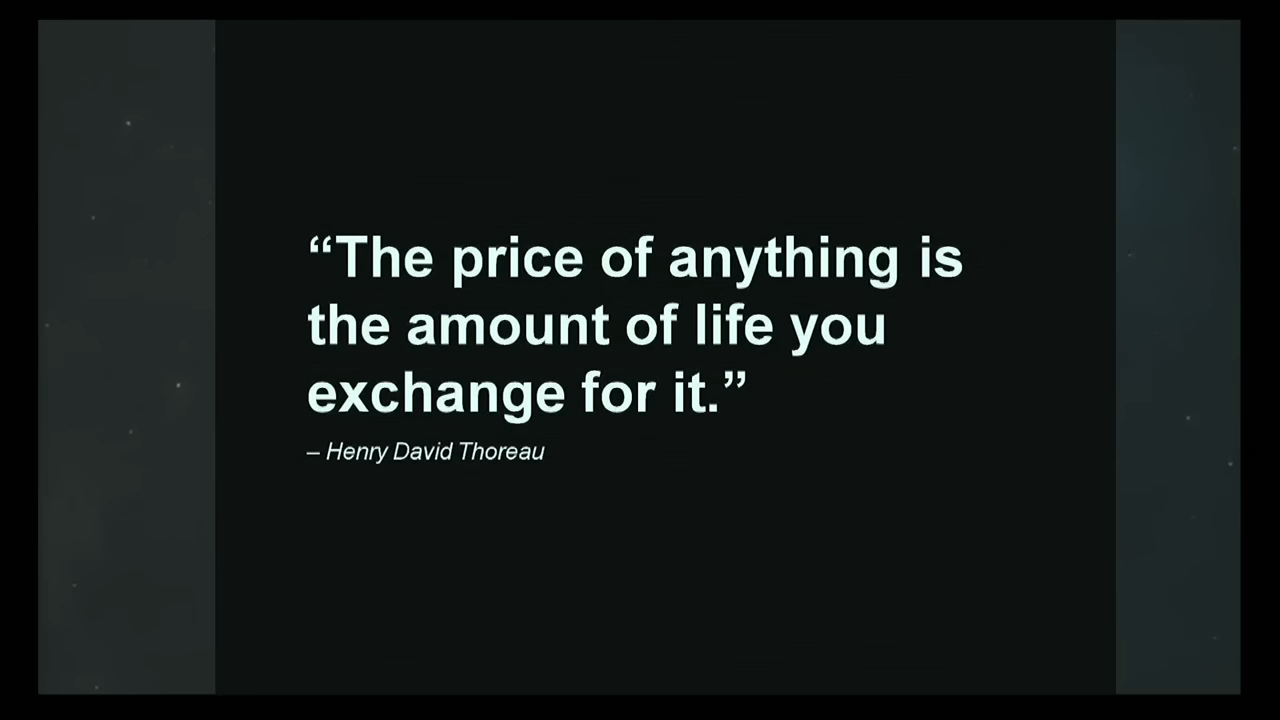 “The price of anything is
the amount of life you
exchange for it.”
– Henry David Thoreau